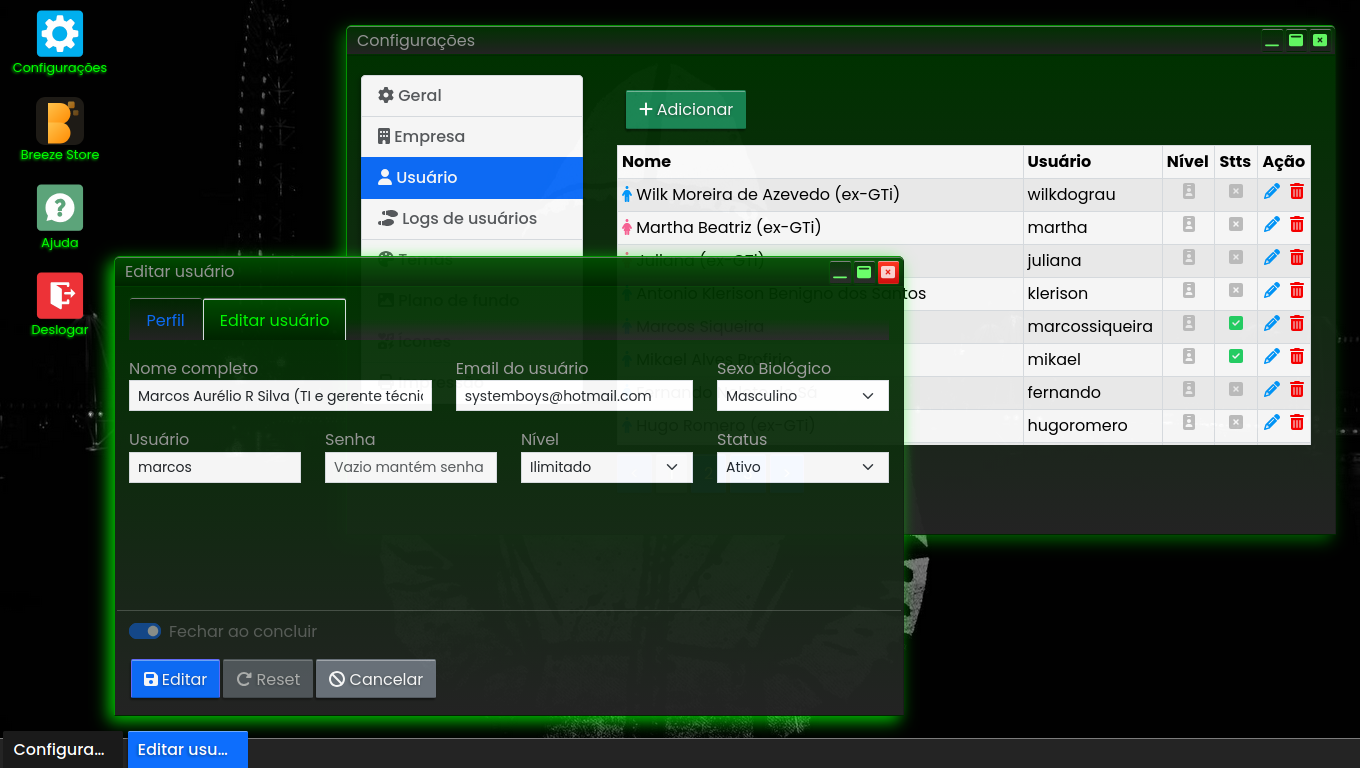 Configurações
Breeze Store
Ajuda
Deslogar
Configurações
Geral
Empresa
Usuário
Logs de usuários
Adicionar
Nome Usuário Nível Stts Ação
Wilk Moreira de Azevedo (ex-GTi) wilkdograu
Martha Beatriz (ex-GTi) martha
Juliana (ex-GTi) juliana
Antonio Klerison Benigno dos Santos klerison
Marcos Siqueira marcossiqueira
Mikael Alves mikael
fernando
Hugo Romero (ex-GTi) hugoromero
Plano de fundo
Ícones
2
Editar usuário
Perfil
Editar usuário
Nome completo Email do usuário Sexo Biológico
Marcos Aurélio R Silva (TI e gerente técnic systemboys@hotmail.com Masculino
Usuário Senha Nível Status
marcos Vazio mantém senha Ilimitado Ativo
Fechar ao concluir
Editar Reset Cancelar
Configura... Editar usu...